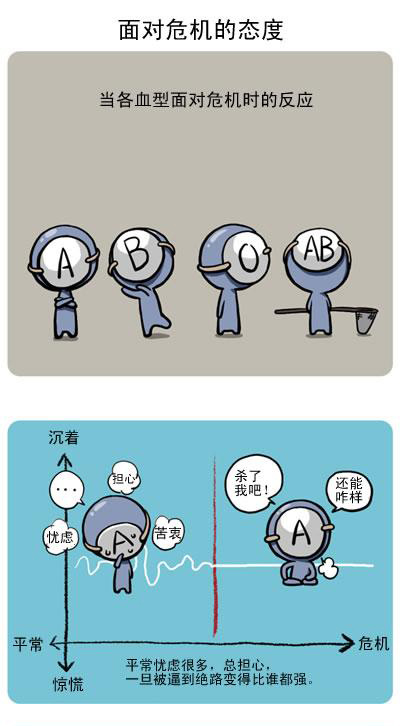 面对危机的态度
当各血型面对危机时的反应
A
B
O
AB
沉着
...
担心
忧虑
苦衷
A
杀了
我吧！
还能
咋样
A
平常
危机
惊慌
平常忧虑很多，总担心，
一旦被逼到绝路变得比谁都强。